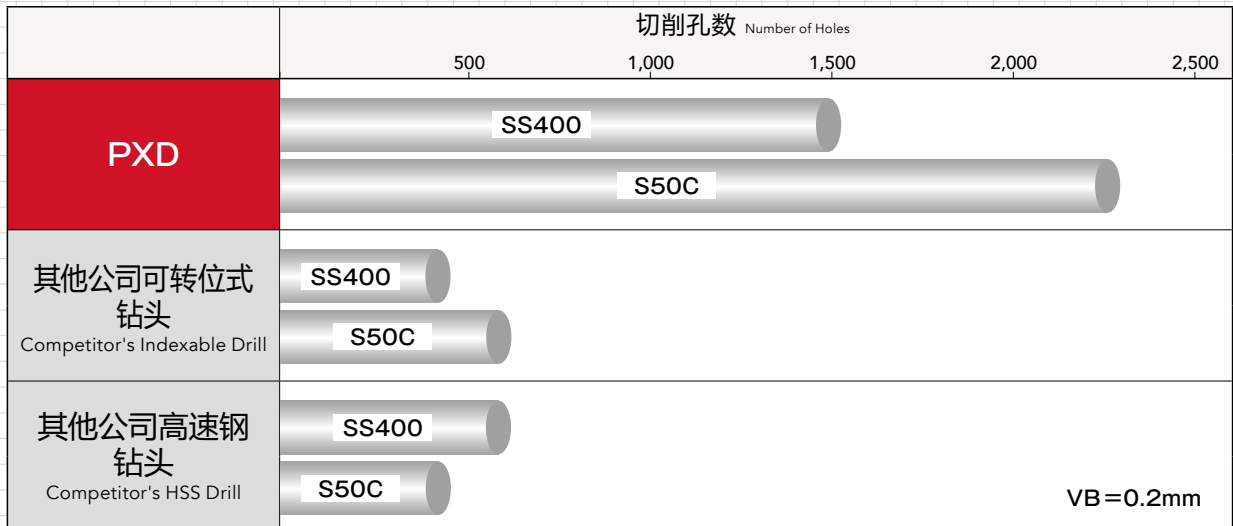 切削孔数 Number of Holes
500 1,000 1,500 2,000 2,500
PXD
SS400
S50C
其他公司可转位式
钻头
Competitor's Indexable Drill
SS400
S50C
其他公司高速钢
钻头
Competitor's HSS Drill
SS400
S50C
VB=0.2mm